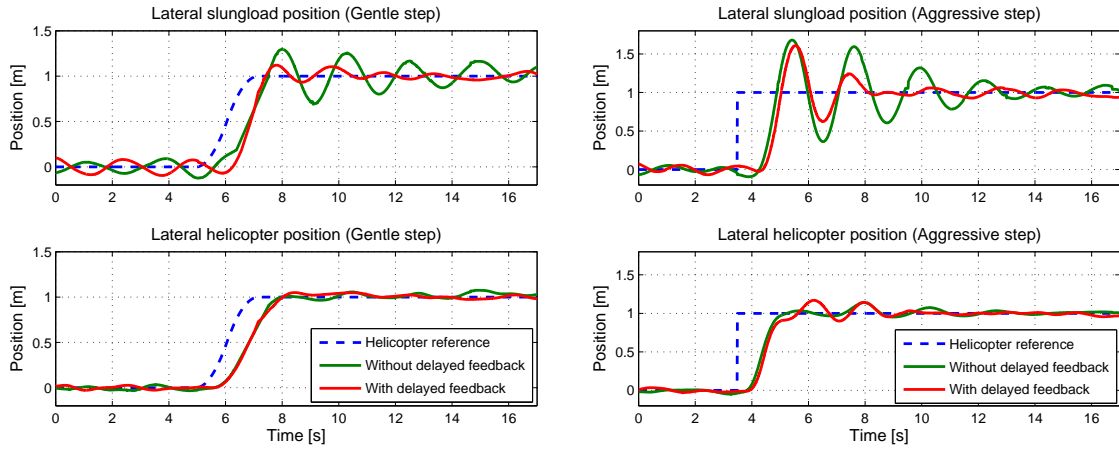 Lateral slungload position (Gentle step)
Position [m]
1.5
1
0.5
0
0 2 4 6 8 10 12 14 16
Lateral slungload position (Aggressive step)
Position [m]
1.5
1
0.5
0
0 2 4 6 8 10 12 14 16
Lateral helicopter position (Gentle step)
Position [m]
1.5
1
0.5
0
Helicopter reference
Without delayed feedback
With delayed feedback
0 2 4 6 8 10 12 14 16
Time [s]
Lateral helicopter position (Aggressive step)
Position [m]
1.5
1
0.5
0
Helicopter reference
Without delayed feedback
With delayed feedback
0 2 4 6 8 10 12 14 16
Time [s]